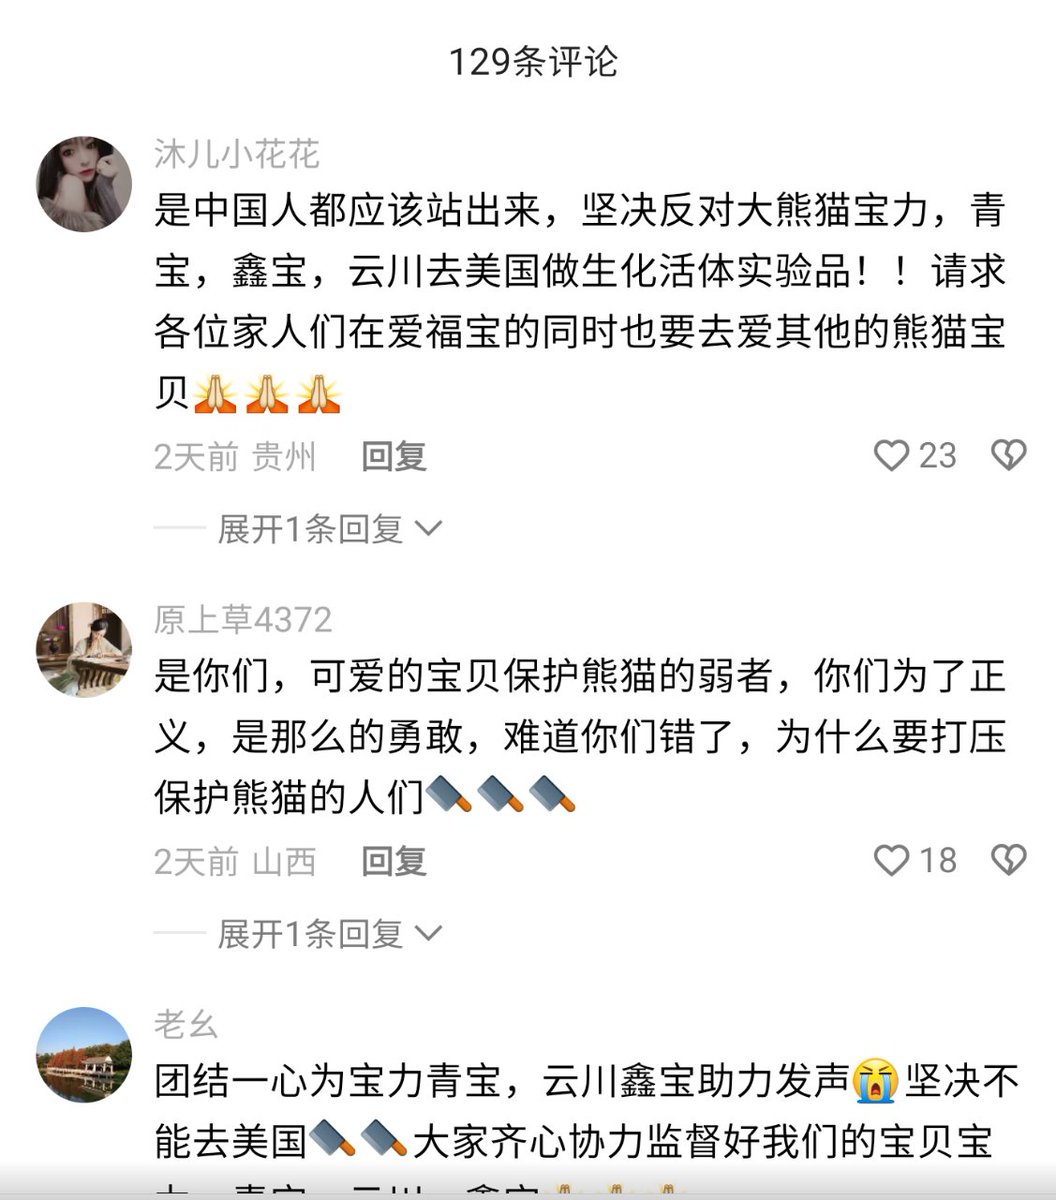 129条评论
沐儿小花花
是中国人都应该站出来，坚决反对大熊猫宝力，青
宝，鑫宝，云川去美国做生化活体实验品！！请求
各位家人们在爱福宝的同时也要去爱其他的熊猫宝
贝🙏🙏🙏
2天前 贵州 回复 23
展开1条回复
原上草4372
是你们，可爱的宝贝保护熊猫的弱者，你们为了正
义，是那么的勇敢，难道你们错了，为什么要打压
保护熊猫的人们
2天前 山西 回复 18
展开1条回复
老幺
团结一心为宝力青宝，云川鑫宝助力发声😭坚决不
能去美国大家齐心协力监督好我们的宝贝宝